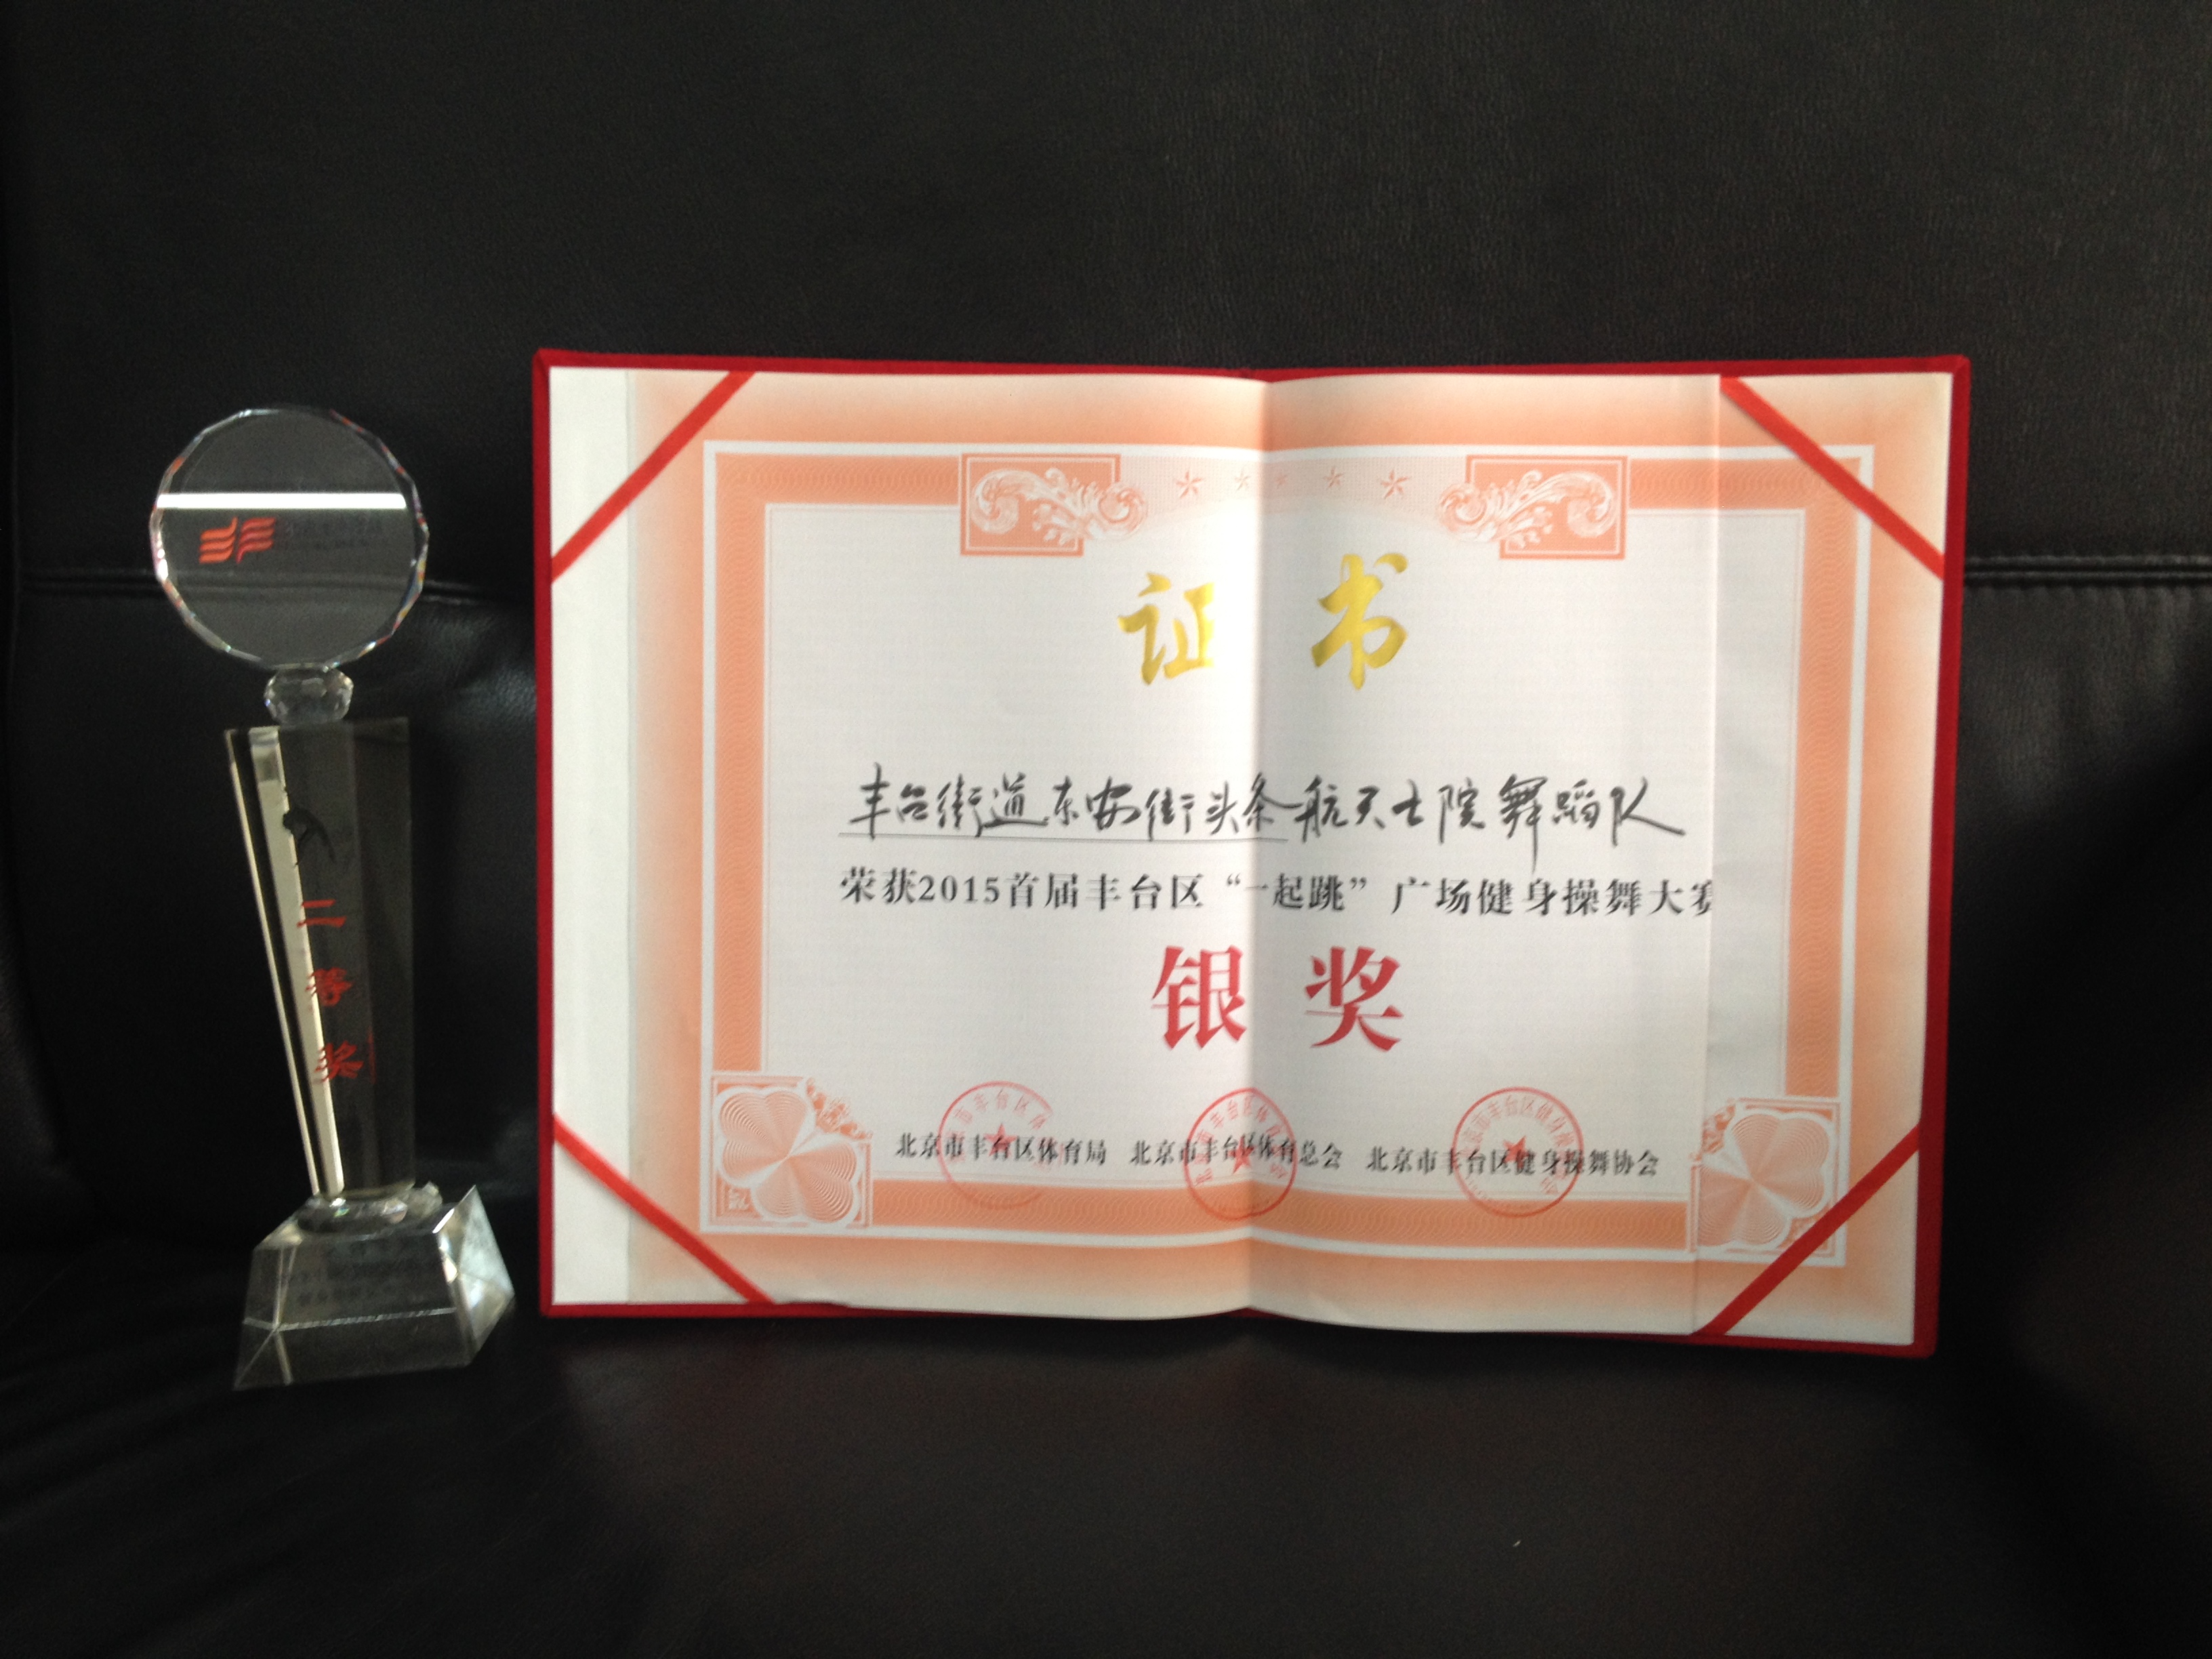 证书
丰台街道东安街头条航天七院舞蹈队
荣获2015首届丰台区“一起跳”广场健身操舞大赛
银奖
北京市丰台区体育局 北京市丰台区体育总会 北京市丰台区健身操舞协会
二等奖